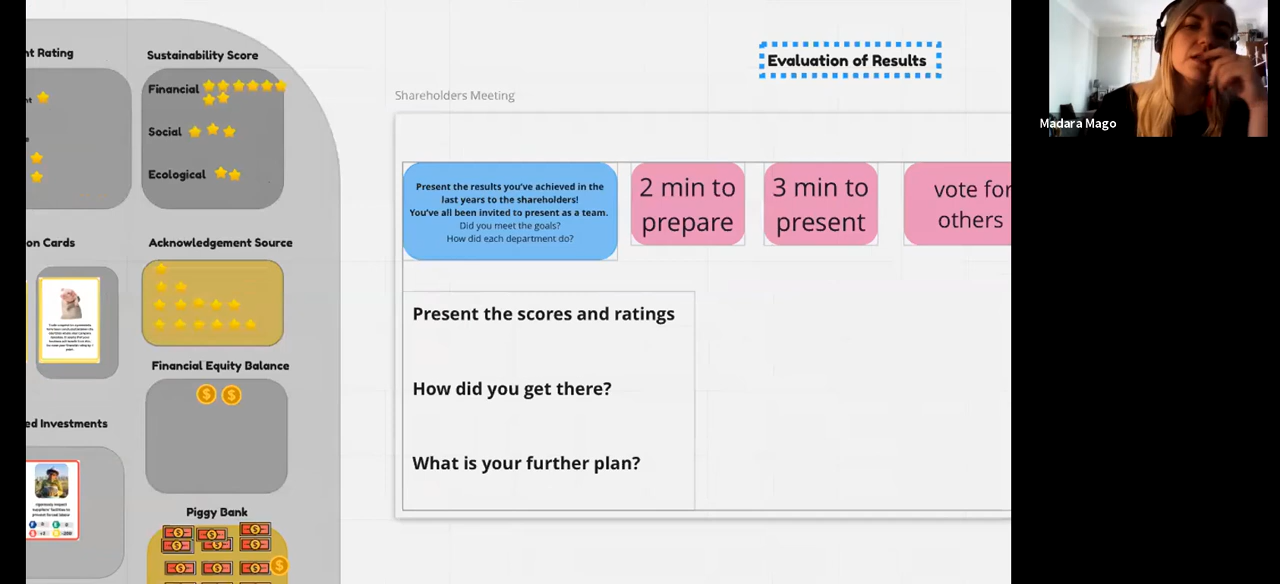 nt Rating
Sustainability Score
Financial
Social
Ecological
on Cards
Acknowledgement Source
Financial Equity Balance
ed Investments
Piggy Bank
Evaluation of Results
Shareholders Meeting
Present the results you've achieved in the
last years to the shareholders!
You've all been invited to present as a team.
Did you meet the goals?
How did each department do?
2 min to
prepare
3 min to
present
vote for
others
Present the scores and ratings
How did you get there?
What is your further plan?
Madara Mago